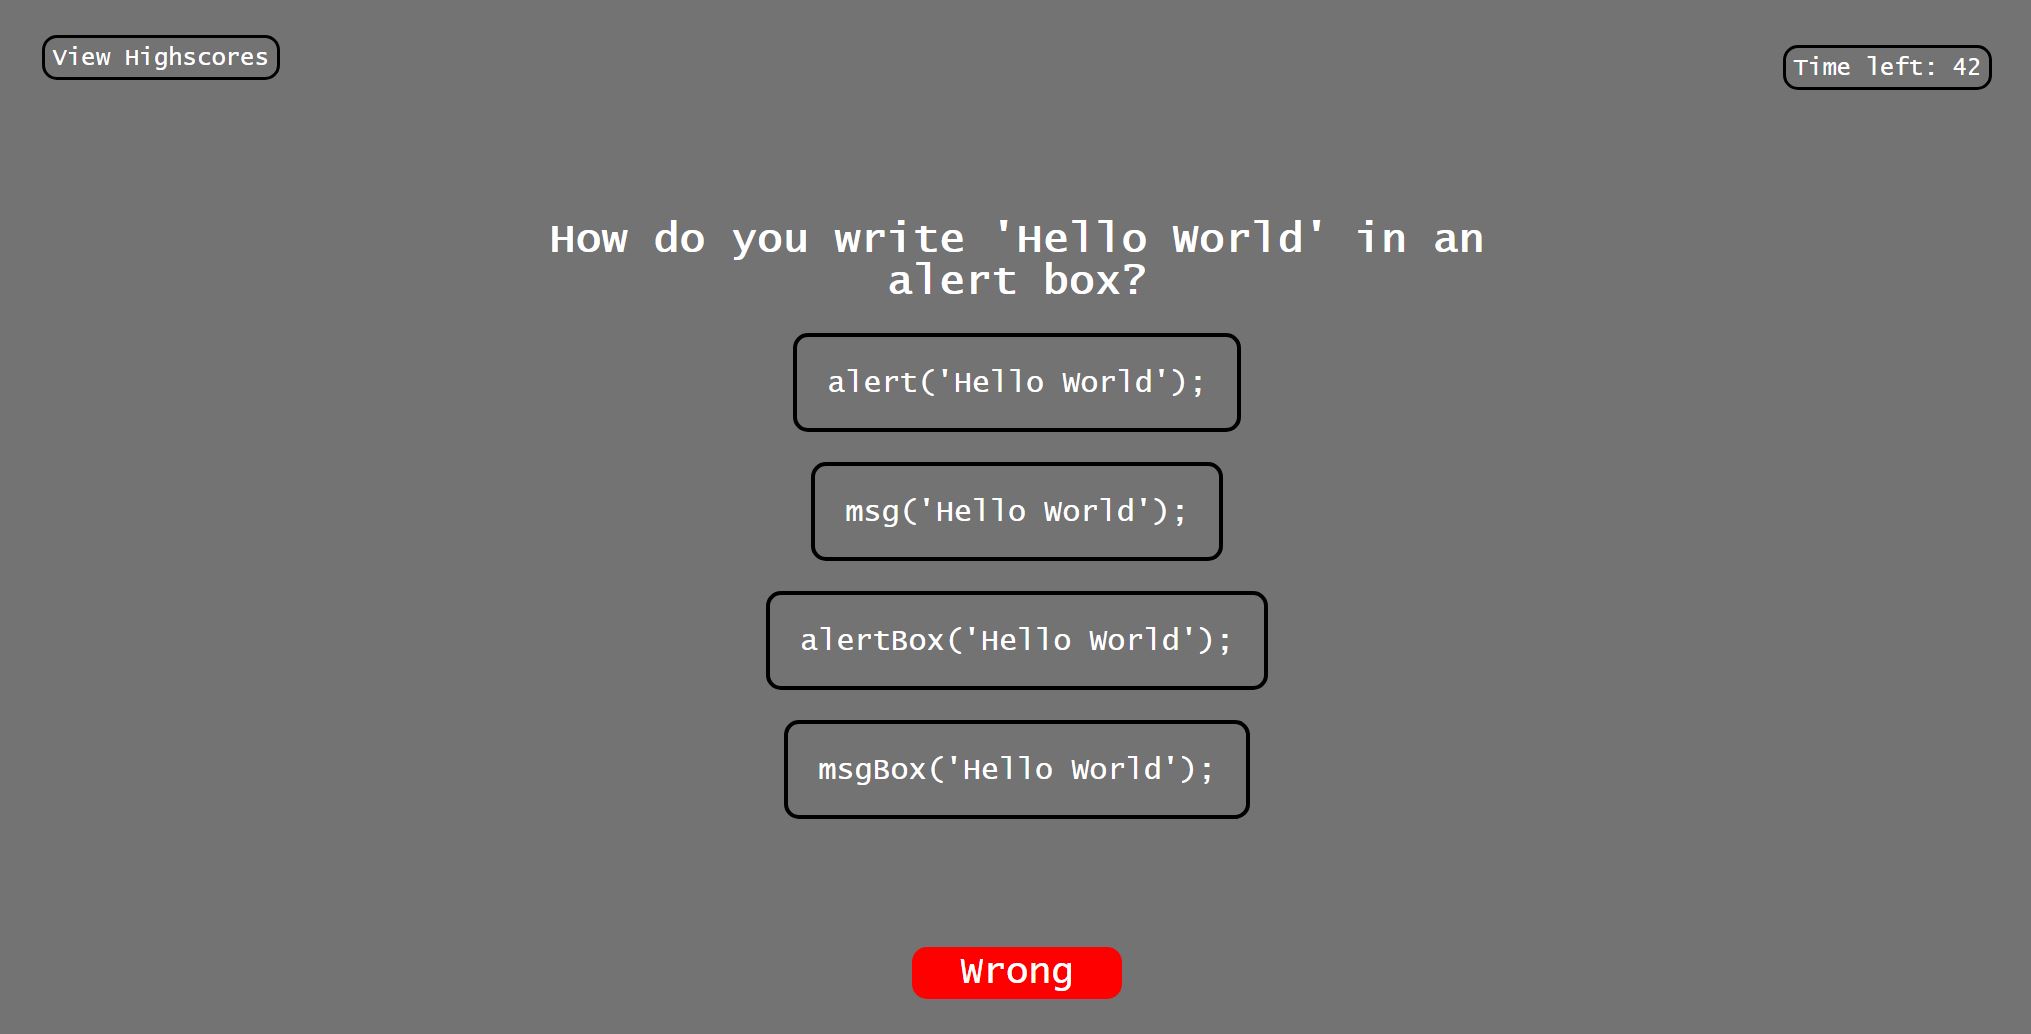 View Highscores
Time left: 42
How do you write 'Hello World' in an
alert box?
alert('Hello World');
msg('Hello World');
alertBox('Hello World');
msgBox('Hello World');
Wrong